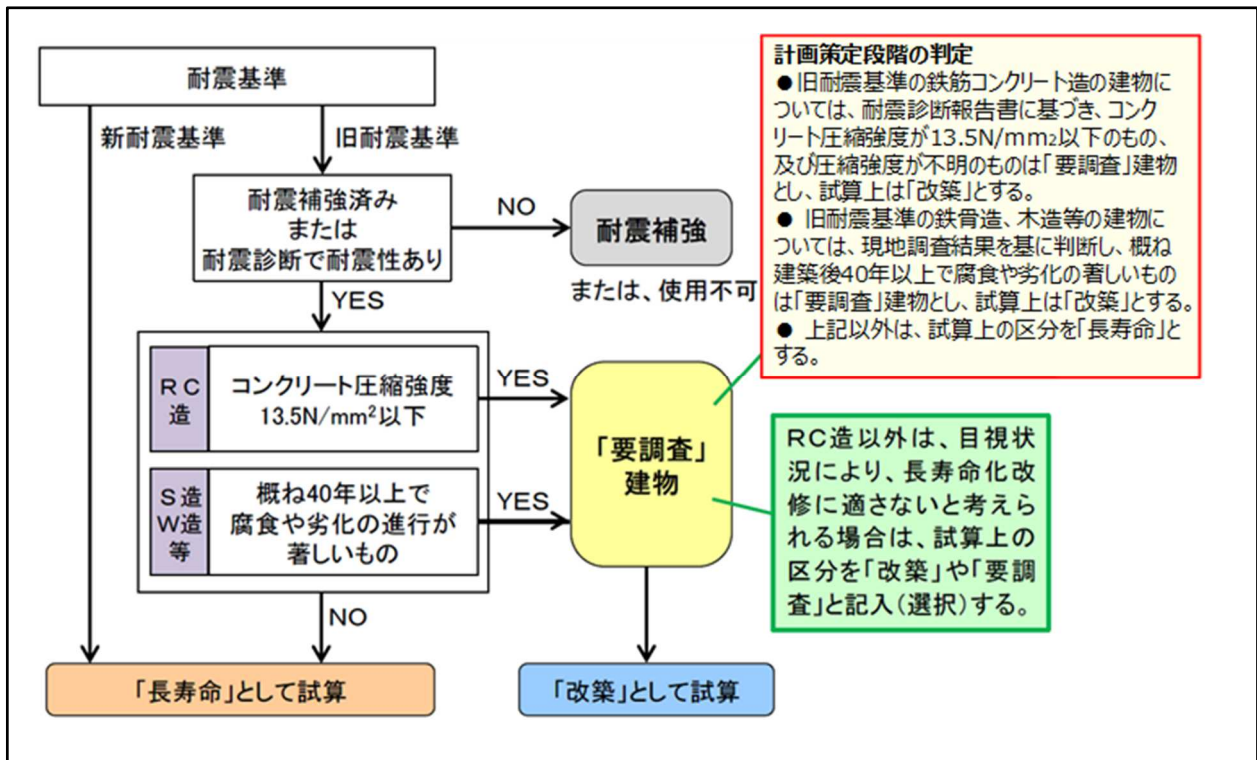 耐震基準
新耐震基準
旧耐震基準
耐震補強済み
または
耐震診断で耐震性あり
NO
耐震補強
または、使用不可
YES
RC
造
コンクリート圧縮強度
13.5N/mm²以下
YES
S造
W造
等
概ね40年以上で
腐食や劣化の進行が
著しいもの
YES
「要調査」
建物
NO
「長寿命」として試算
「改築」として試算
計画策定段階の判定
● 旧耐震基準の鉄筋コンクリート造の建物に
ついては、耐震診断報告書に基づき、コンク
リート圧縮強度が13.5N/mm2以下のもの、
及び圧縮強度が不明のものは「要調査」建物
とし、試算上は「改築」とする。
● 旧耐震基準の鉄骨造、木造等の建物に
ついては、現地調査結果を基に判断し、概ね
建築後40年以上で腐食や劣化の著しいもの
は「要調査」建物とし、試算上は「改築」とする。
● 上記以外は、試算上の区分を「長寿命」と
する。
RC造以外は、目視状
況により、長寿命化改
修に適さないと考えら
れる場合は、試算上の
区分を「改築」や「要調
査」と記入(選択)する。